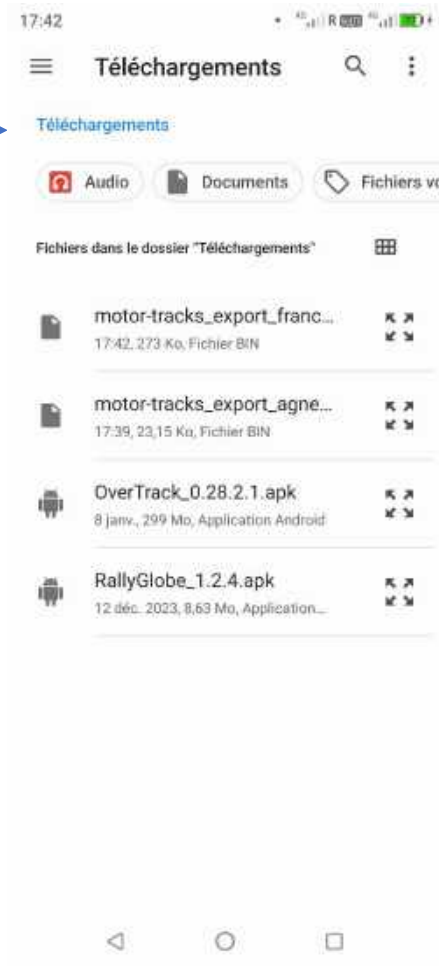 17:42
Téléchargements
Téléchargements
Audio
Documents
Fichiers vo
Fichiers dans le dossier "Téléchargements"
motor-tracks_export_franc...
17:42, 273 Ko, Fichier BIN
motor-tracks_export_agne...
17:39, 23,15 Ko, Fichier BIN
OverTrack_0.28.2.1.apk
8 janv., 299 Mo, Application Android
RallyGlobe_1.2.4.apk
12 déc. 2023, 8,63 Mo, Application...